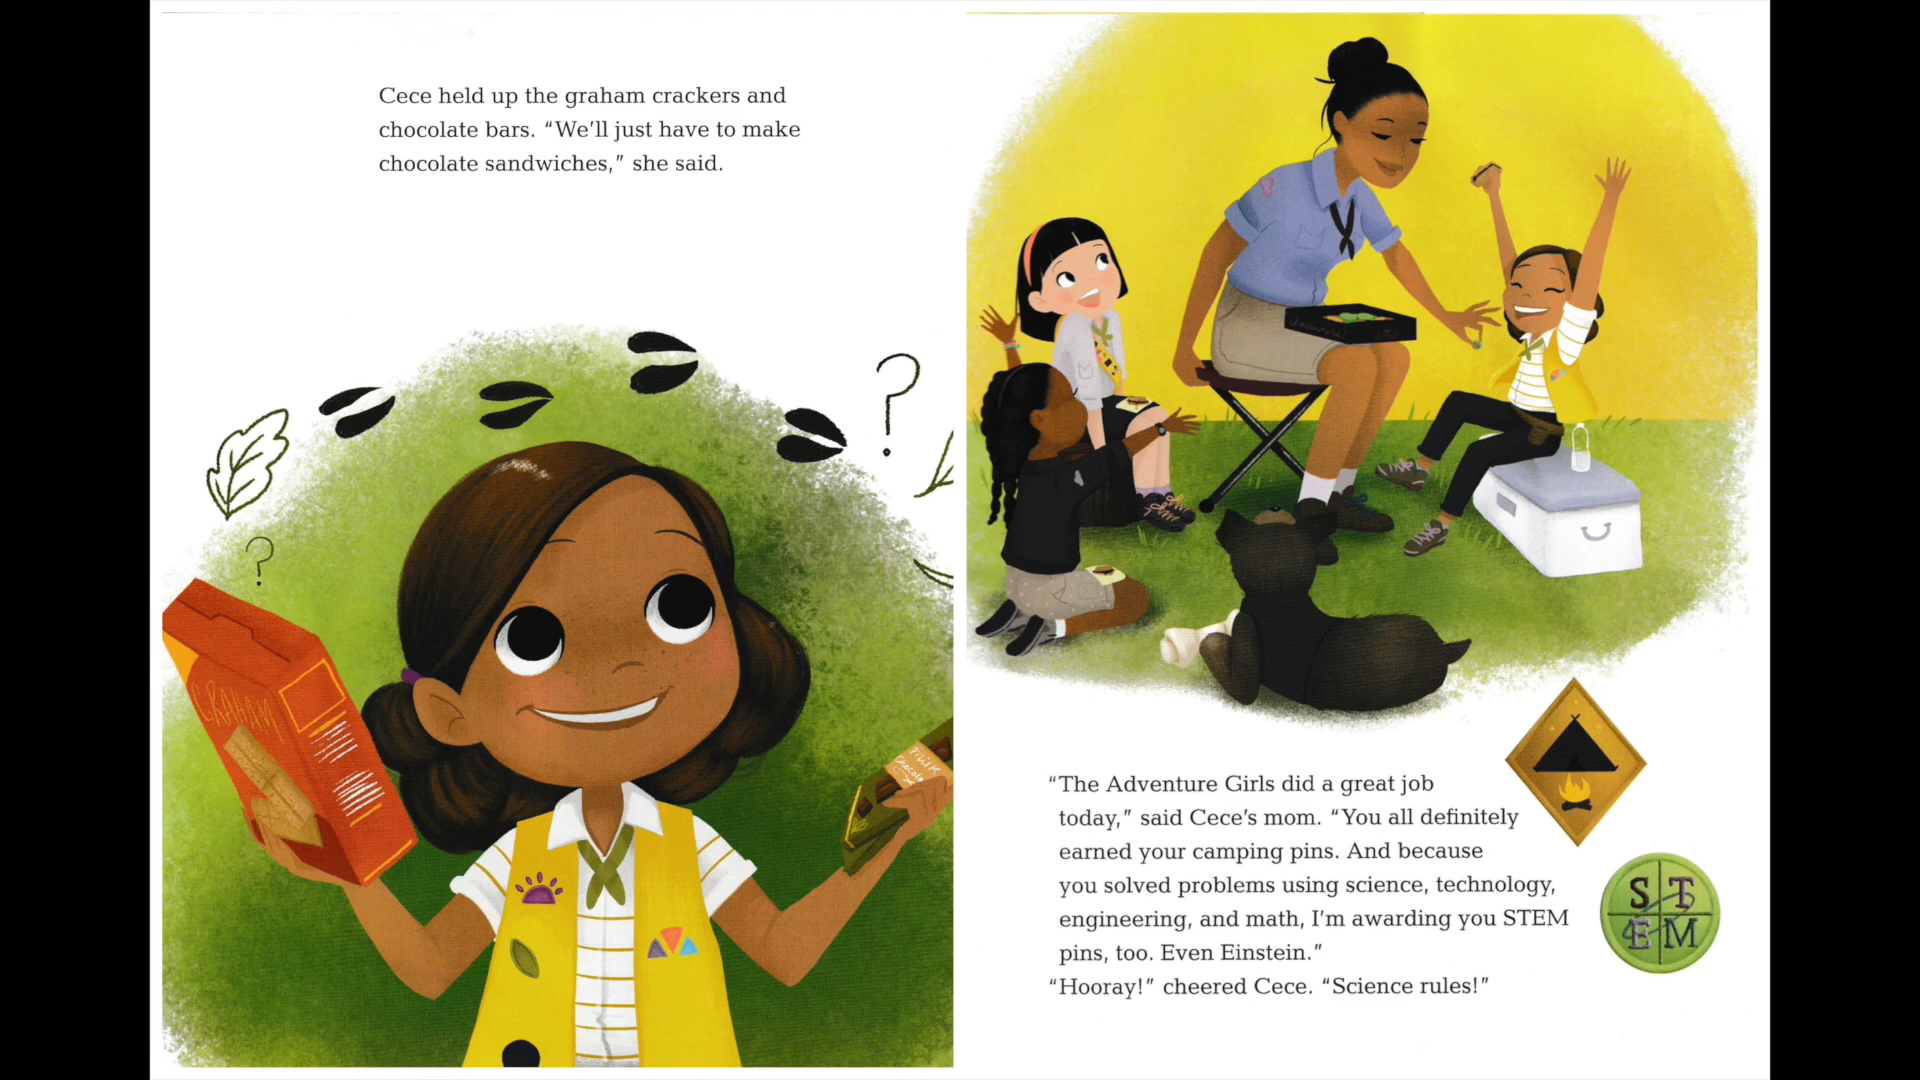 Cece held up the graham crackers and
chocolate bars. “We’ll just have to make
chocolate sandwiches,” she said.
GRAHAM
Milk
Chocolate
“The Adventure Girls did a great job
today,” said Cece’s mom. “You all definitely
earned your camping pins. And because
you solved problems using science, technology,
engineering, and math, I’m awarding you STEM
pins, too. Even Einstein.”
“Hooray!” cheered Cece. “Science rules!”
S T
E M